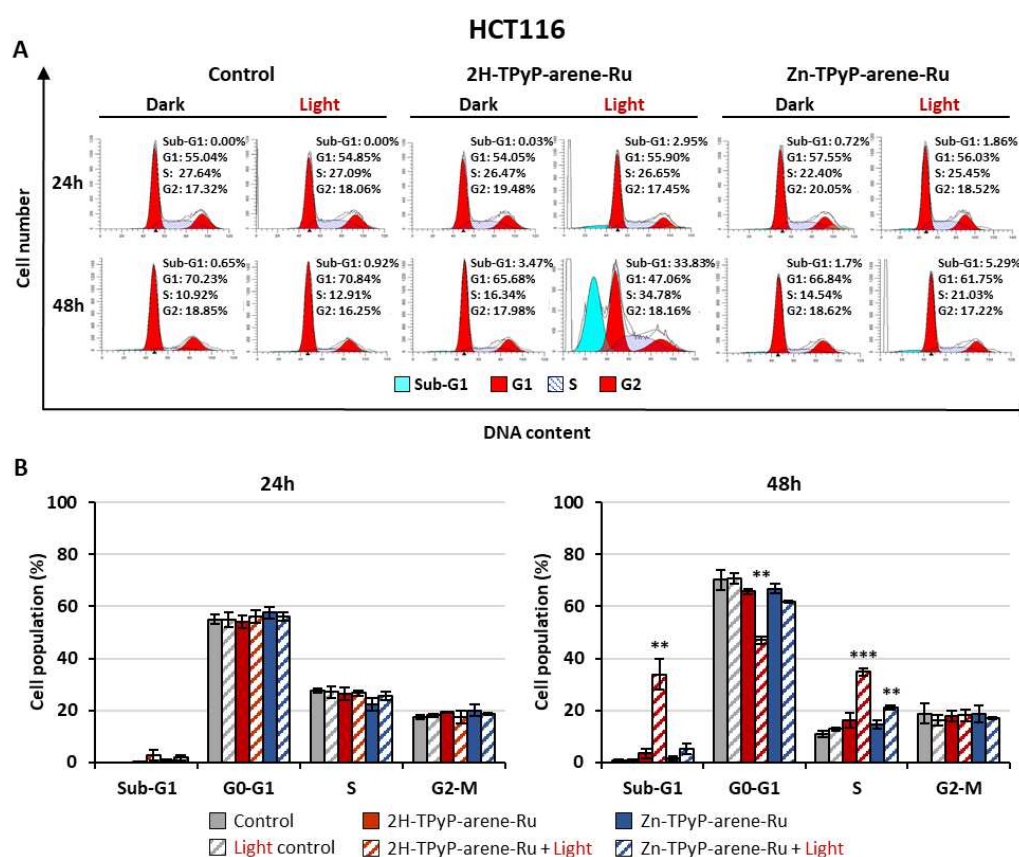 HCT116
A
Control
2H-TPyP-arene-Ru
Zn-TPyP-arene-Ru
Dark
Light
Dark
Light
Dark
Light
Cell number
24h
Sub-G1: 0.00%
G1: 55.04%
S: 27.64%
G2: 17.32%
Sub-G1: 0.00%
G1: 54.85%
S: 27.09%
G2: 18.06%
Sub-G1: 0.03%
G1: 54.05%
S: 26.47%
G2: 19.48%
Sub-G1: 2.95%
G1: 55.90%
S: 26.65%
G2: 17.45%
Sub-G1: 0.72%
G1: 57.55%
S: 22.40%
G2: 20.05%
Sub-G1: 1.86%
G1: 56.03%
S: 25.45%
G2: 18.52%
48h
Sub-G1: 0.65%
G1: 70.23%
S: 10.92%
G2: 18.85%
Sub-G1: 0.92%
G1: 70.84%
S: 12.91%
G2: 16.25%
Sub-G1: 3.47%
G1: 65.68%
S: 16.34%
G2: 17.98%
Sub-G1: 33.83%
G1: 47.06%
S: 34.78%
G2: 18.16%
Sub-G1: 1.7%
G1: 66.84%
S: 14.54%
G2: 18.62%
Sub-G1: 5.29%
G1: 61.75%
S: 21.03%
G2: 17.22%
Sub-G1 G1 S G2
DNA content
B
24h
Cell population (%)
100
80
60
40
20
0
Sub-G1 G0-G1 S G2-M
48h
Cell population (%)
100
80
60
40
20
0
**
**
***
**
Sub-G1 G0-G1 S G2-M
Control 2H-TPyP-arene-Ru Zn-TPyP-arene-Ru
Light control 2H-TPyP-arene-Ru + Light Zn-TPyP-arene-Ru + Light